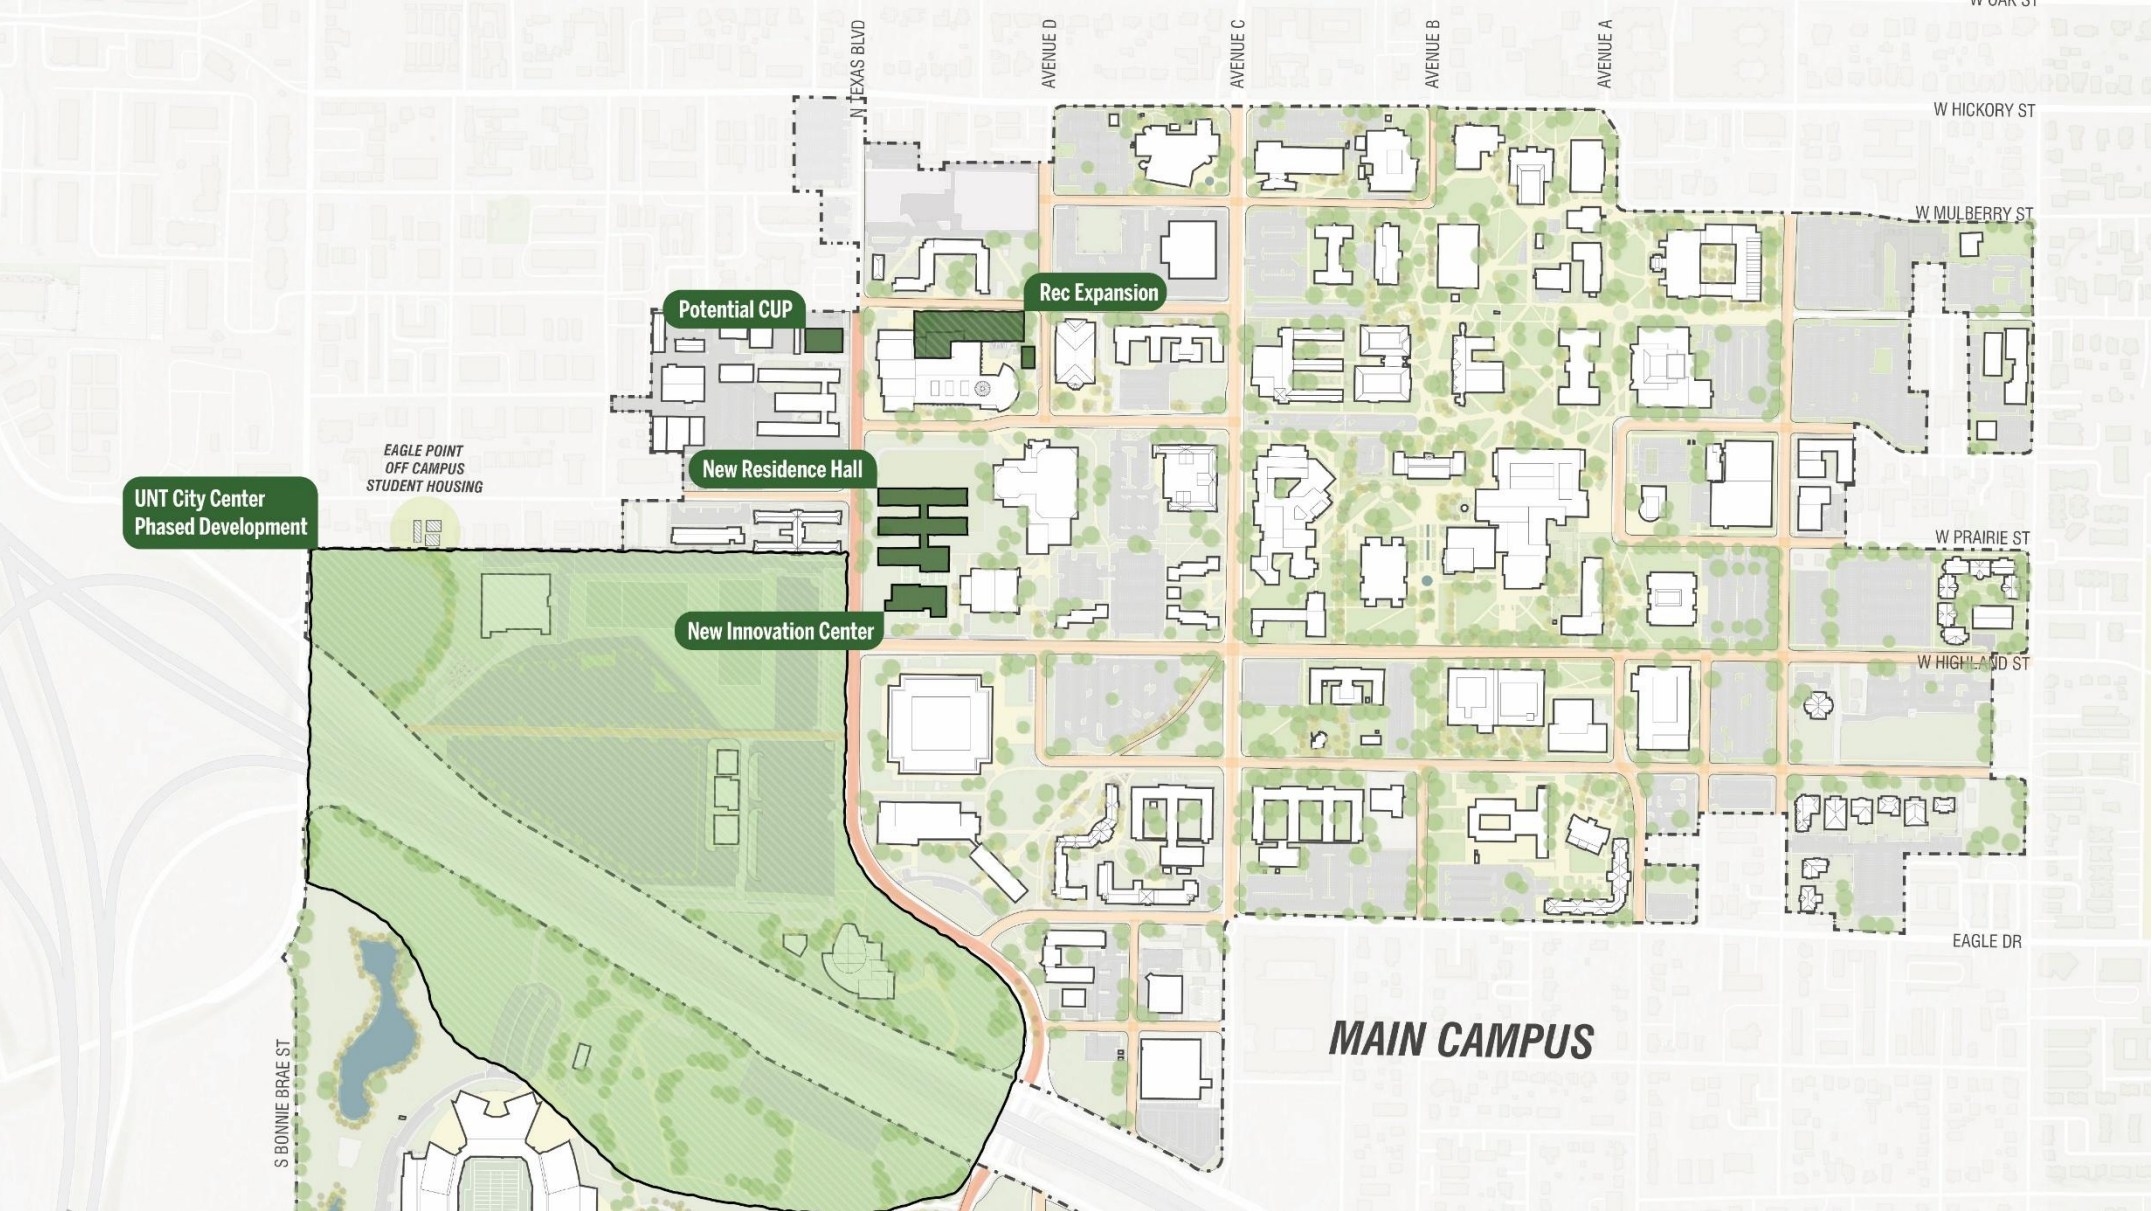 W OAK ST
N TEXAS BLVD
AVENUE D
AVENUE C
AVENUE B
AVENUE A
W HICKORY ST
W MULBERRY ST
Rec Expansion
Potential CUP
EAGLE POINT
OFF CAMPUS
STUDENT HOUSING
New Residence Hall
UNT City Center
Phased Development
W PRAIRIE ST
New Innovation Center
W HIGHLAND ST
EAGLE DR
MAIN CAMPUS
S BONNIE BRAE ST